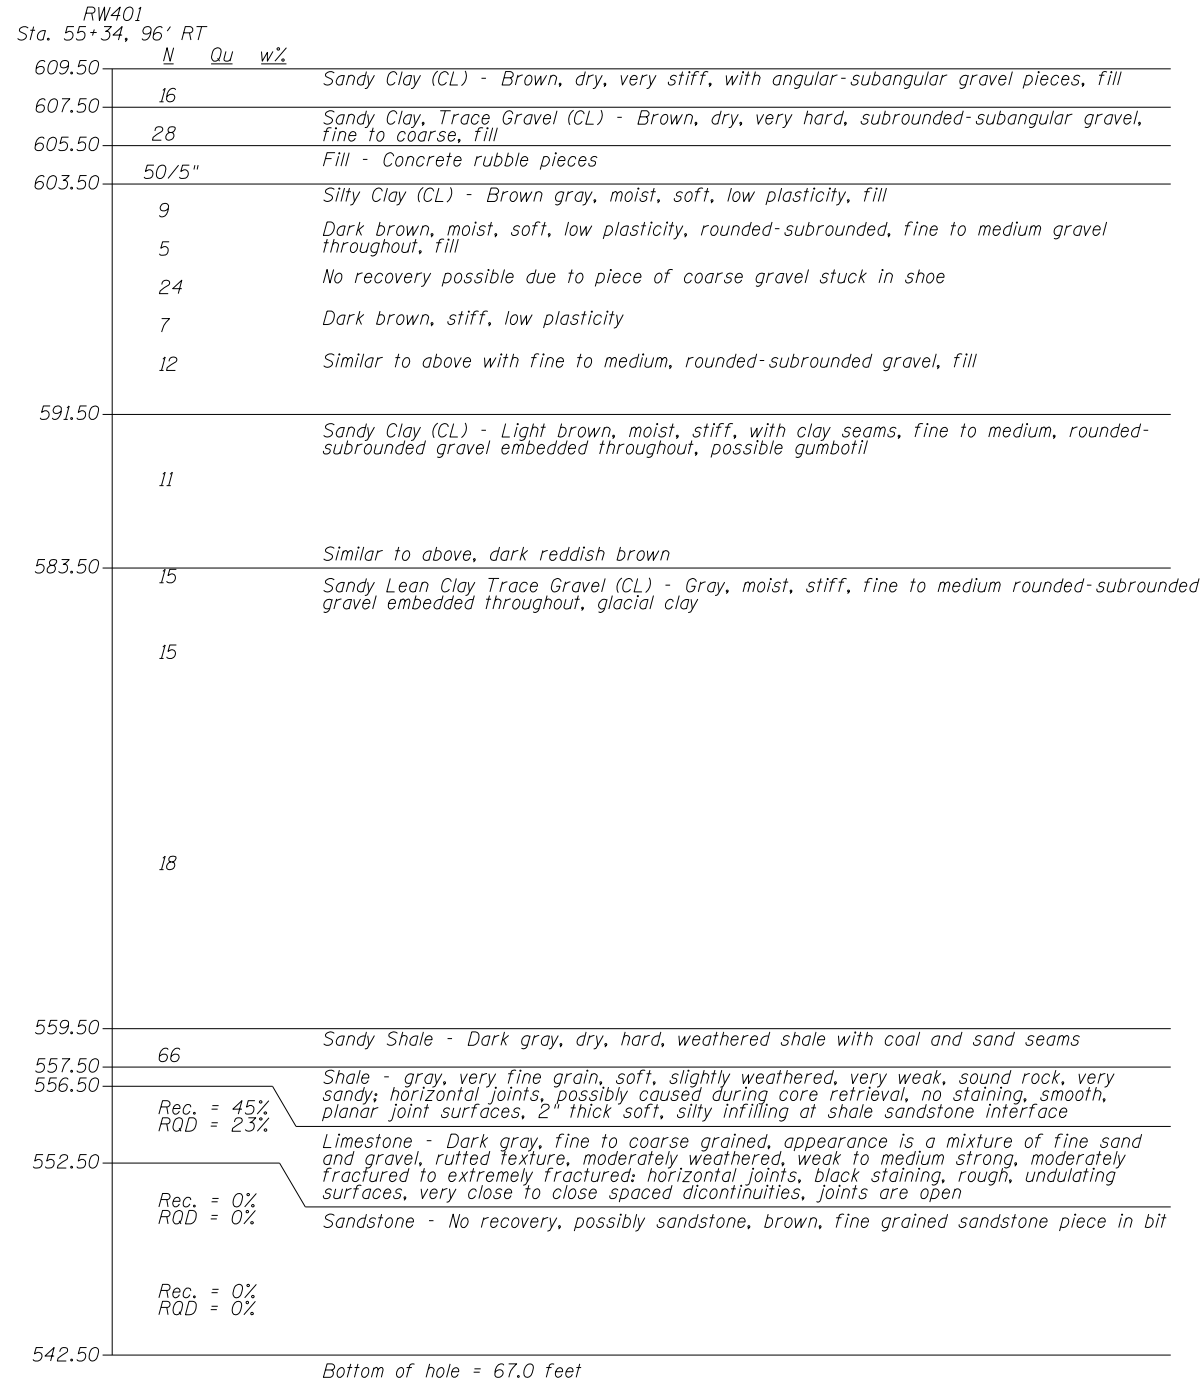 RW401
Sta. 55+34, 96' RT
N Qu w%
609.50
Sandy Clay (CL) - Brown, dry, very stiff, with angular-subangular gravel pieces, fill
16
607.50
Sandy Clay, Trace Gravel (CL) - Brown, dry, very hard, subrounded-subangular gravel,
fine to coarse, fill
28
605.50
Fill - Concrete rubble pieces
50/5"
603.50
Silty Clay (CL) - Brown gray, moist, soft, low plasticity, fill
9
Dark brown, moist, soft, low plasticity, rounded-subrounded, fine to medium gravel
throughout, fill
5
No recovery possible due to piece of coarse gravel stuck in shoe
24
Dark brown, stiff, low plasticity
7
Similar to above with fine to medium, rounded-subrounded gravel, fill
12
591.50
Sandy Clay (CL) - Light brown, moist, stiff, with clay seams, fine to medium, rounded-
subrounded gravel embedded throughout, possible gumbotil
11
Similar to above, dark reddish brown
583.50
15
Sandy Lean Clay Trace Gravel (CL) - Gray, moist, stiff, fine to medium rounded-subrounded
gravel embedded throughout, glacial clay
15
18
559.50
Sandy Shale - Dark gray, dry, hard, weathered shale with coal and sand seams
66
557.50
Shale - gray, very fine grain, soft, slightly weathered, very weak, sound rock, very
sandy; horizontal joints, possibly caused during core retrieval, no staining, smooth,
planar joint surfaces, 2" thick soft, silty infilling at shale sandstone interface
556.50
Rec. = 45%
RQD = 23%
Limestone - Dark gray, fine to coarse grained, appearance is a mixture of fine sand
and gravel, rutted texture, moderately weathered, weak to medium strong, moderately
fractured to extremely fractured: horizontal joints, black staining, rough, undulating
surfaces, very close to close spaced dicontinuities, joints are open
552.50
Rec. = 0%
RQD = 0%
Sandstone - No recovery, possibly sandstone, brown, fine grained sandstone piece in bit
Rec. = 0%
RQD = 0%
542.50
Bottom of hole = 67.0 feet